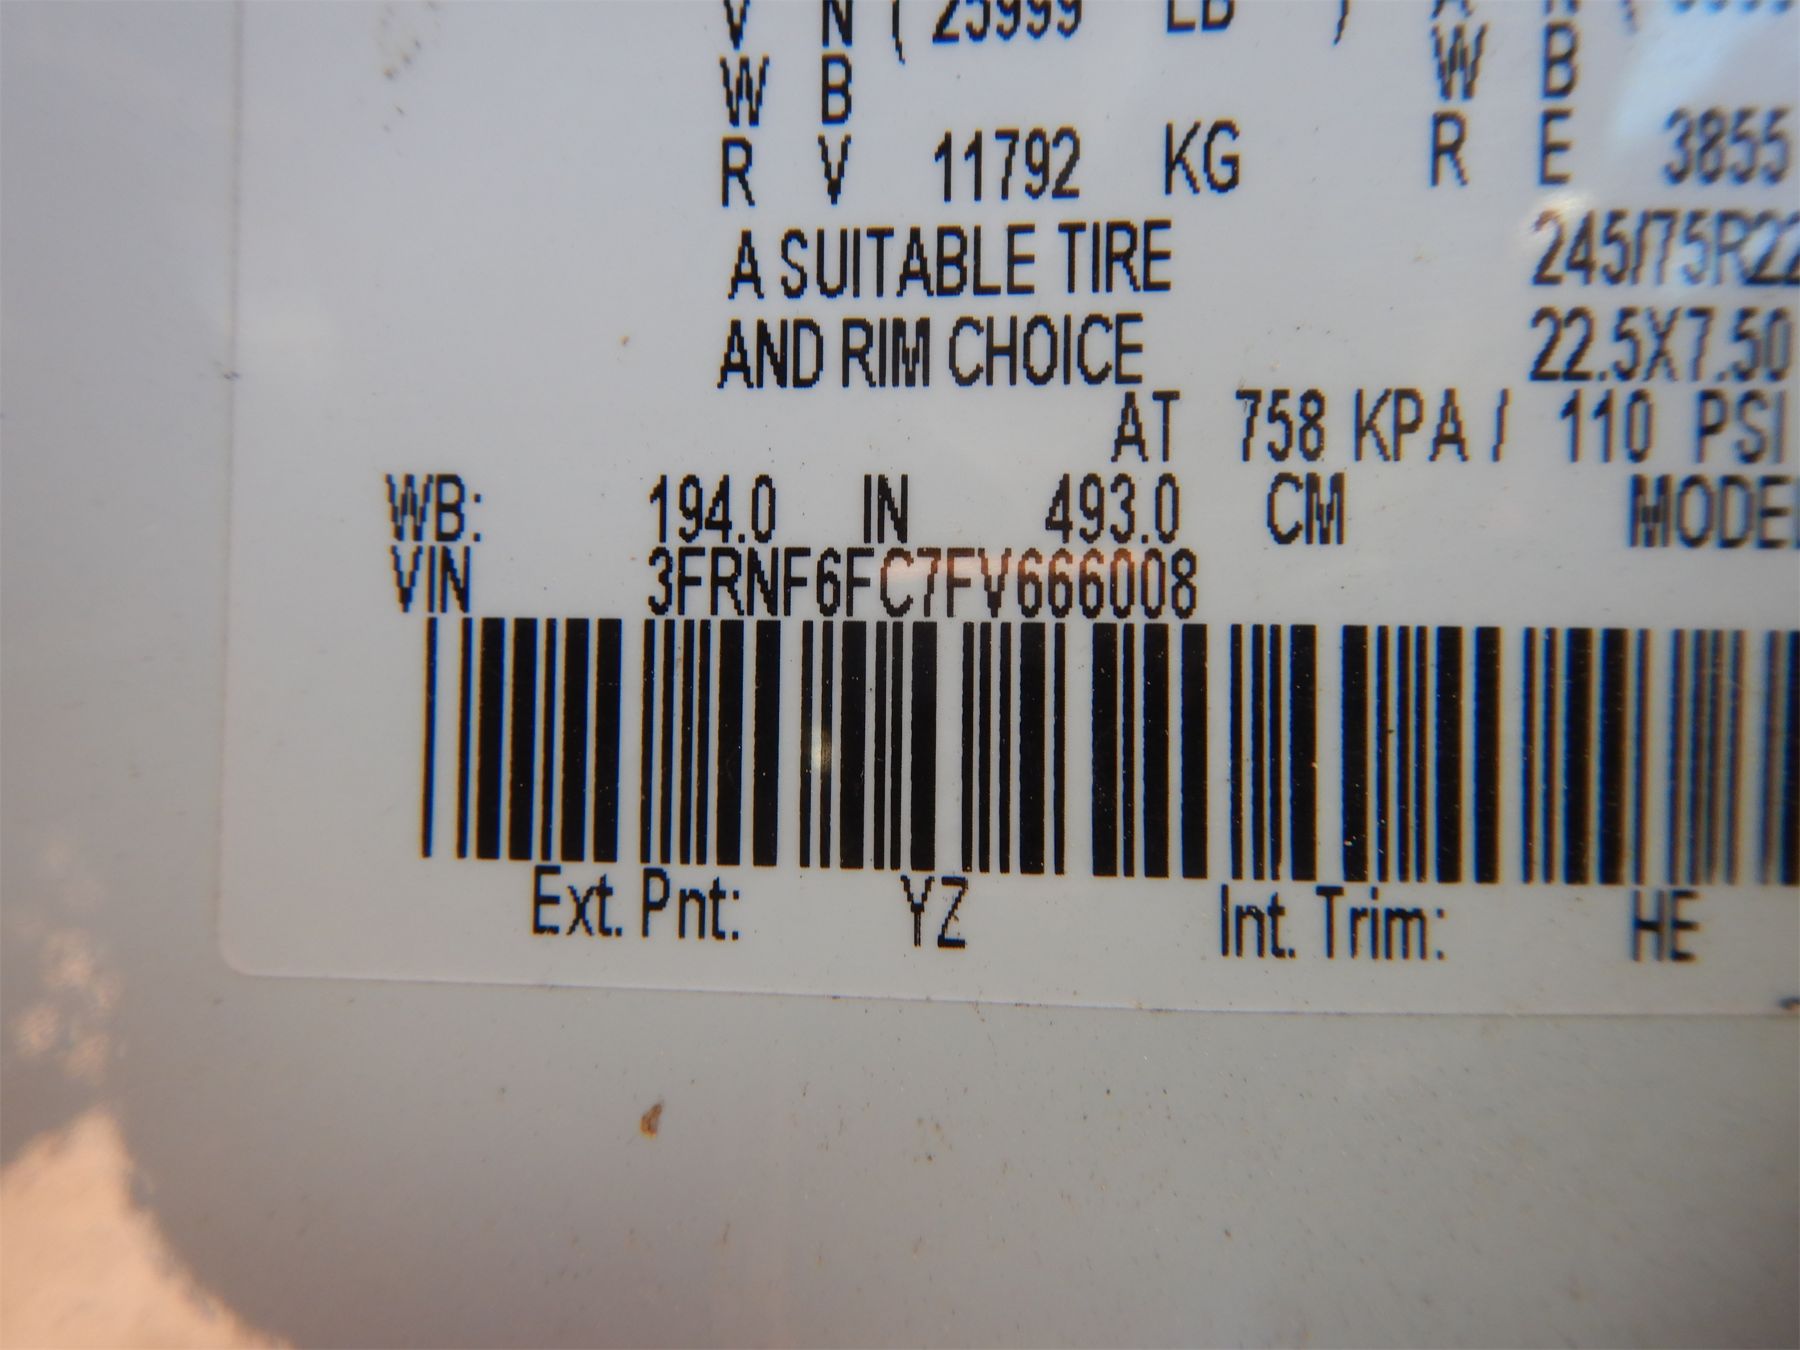 V N ( 25999 LB )
W B W B
R V 11792 KG R E 3855
A SUITABLE TIRE 245/75R22
AND RIM CHOICE 22.5X7.50
AT 758 KPA / 110 PSI
WB: 194.0 IN 493.0 CM MODEL
VIN 3FRNF6FC7FV666008
Ext. Pnt: YZ Int. Trim: HE